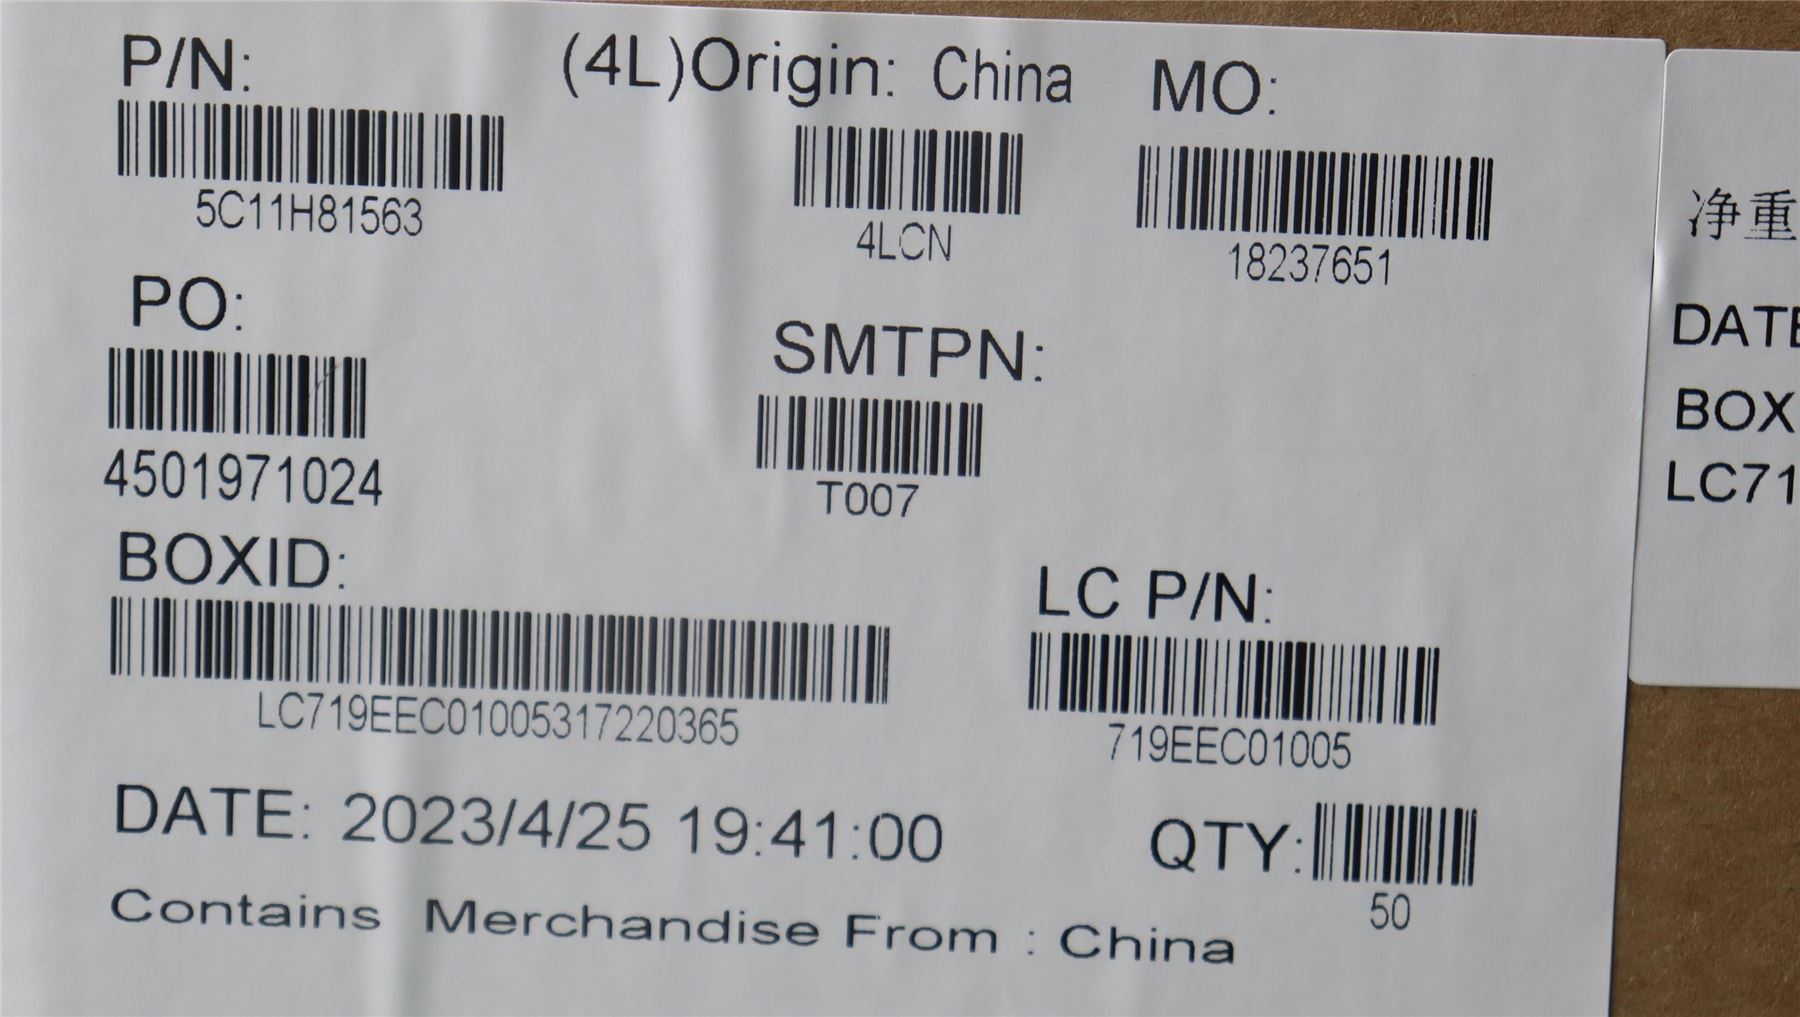 P/N: (4L)Origin: China MO:
5C11H81563 4LCN 18237651
PO: SMTPN:
4501971024 T007
BOXID: LC P/N:
LC719EEC01005317220365 719EEC01005
DATE: 2023/4/25 19:41:00 QTY:
50
Contains Merchandise From : China
净重
DATE
BOX
LC71